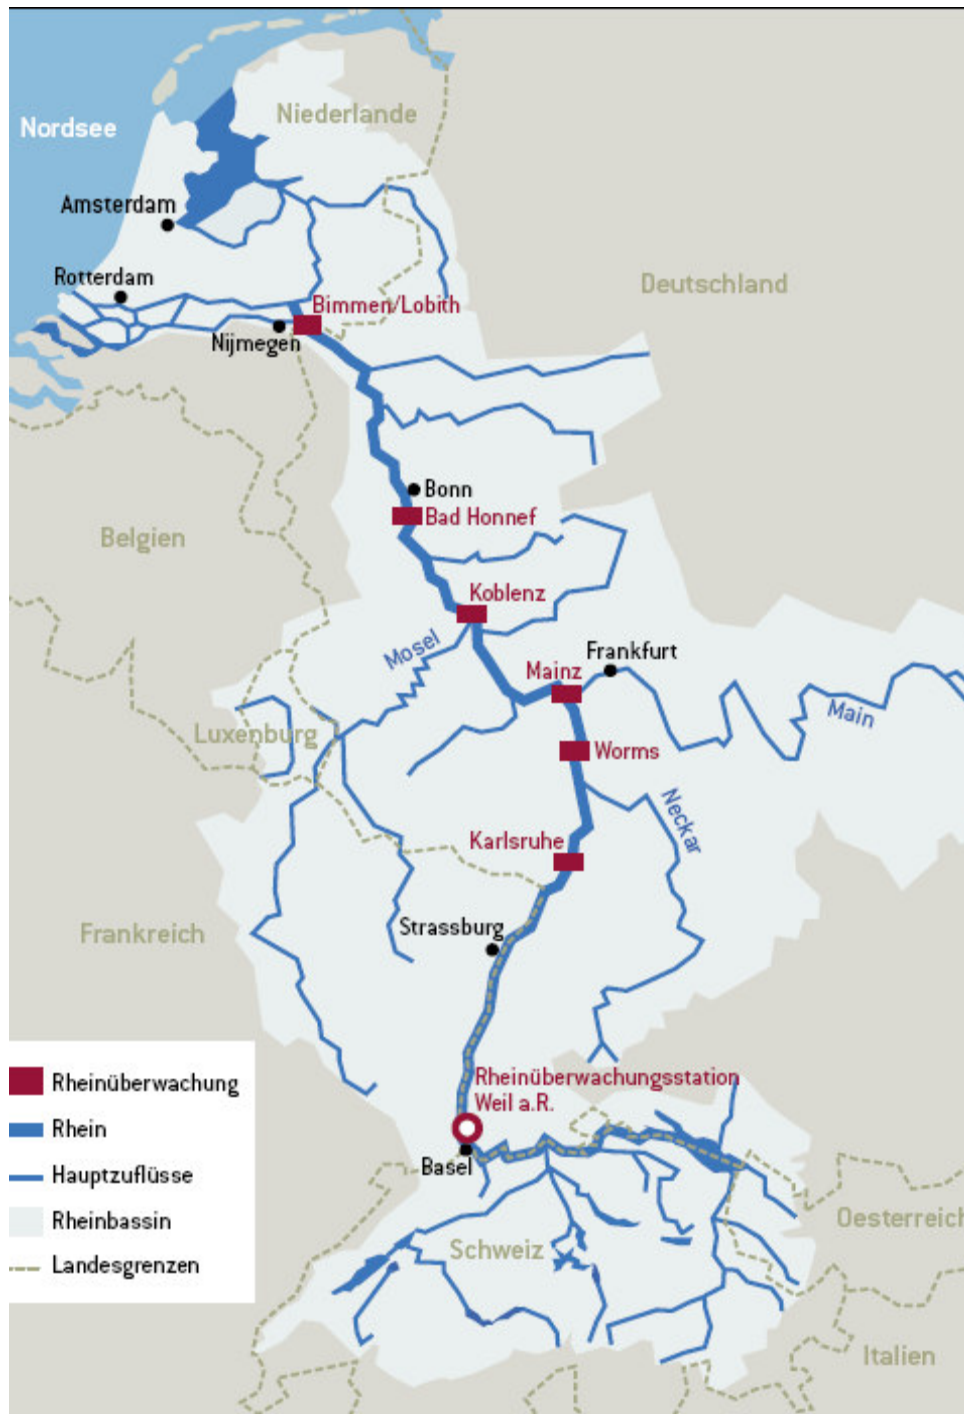 Nordsee
Niederlande
Amsterdam
Deutschland
Rotterdam
Bimmen/Lobith
Nijmegen
Bonn
Bad Honnef
Belgien
Koblenz
Mosel
Frankfurt
Mainz
Main
Luxenburg
Worms
Neckar
Karlsruhe
Strassburg
Frankreich
Rheinüberwachungsstation
Weil a.R.
Basel
Schweiz
Oesterreich
Italien
Rheinüberwachung
Rhein
Hauptzuflüsse
Rheinbassin
Landesgrenzen